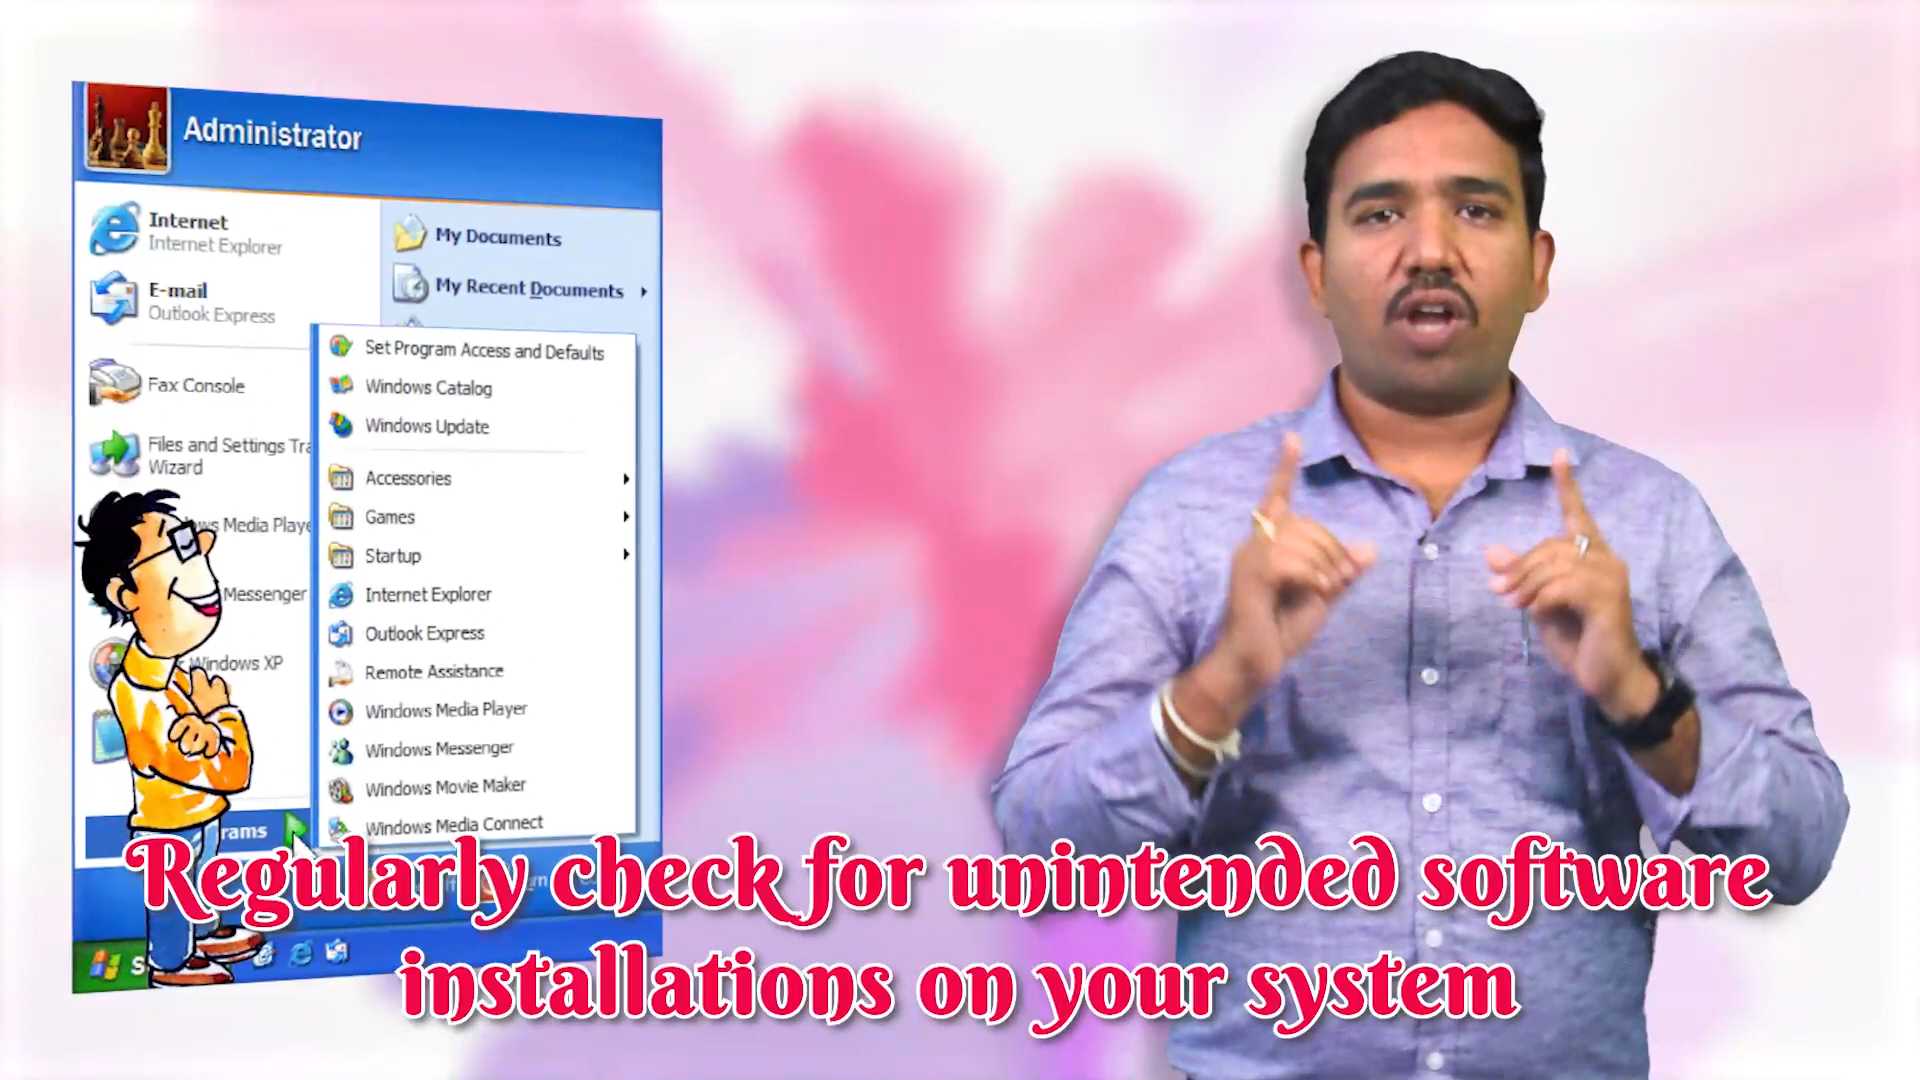 Administrator
Internet
Internet Explorer
E-mail
Outlook Express
Fax Console
Files and Settings
Wizard
Media
Messenger
Windows XP
My Documents
My Recent Documents
Set Program Access and Defaults
Windows Catalog
Windows Update
Accessories
Games
Startup
Internet Explorer
Outlook Express
Remote Assistance
Windows Media Player
Windows Messenger
Windows Movie Maker
Windows Media Connect
Regularly check for unintended software
installations on your system